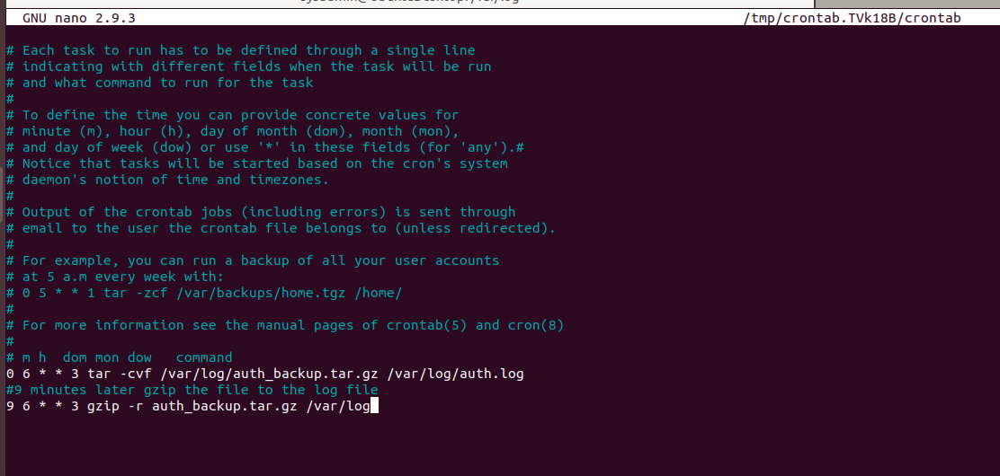 GNU nano 2.9.3 /tmp/crontab.TVk18B/crontab
# Each task to run has to be defined through a single line
# indicating with different fields when the task will be run
# and what command to run for the task
#
# To define the time you can provide concrete values for
# minute (m), hour (h), day of month (dom), month (mon),
# and day of week (dow) or use '*' in these fields (for 'any').#
# Notice that tasks will be started based on the cron's system
# daemon's notion of time and timezones.
#
# Output of the crontab jobs (including errors) is sent through
# email to the user the crontab file belongs to (unless redirected).
#
# For example, you can run a backup of all your user accounts
# at 5 a.m every week with:
# 0 5 * * 1 tar -zcf /var/backups/home.tgz /home/
#
# For more information see the manual pages of crontab(5) and cron(8)
#
# m h  dom mon dow   command
0 6 * * 3 tar -cvf /var/log/auth_backup.tar.gz /var/log/auth.log
#9 minutes later gzip the file to the log file
9 6 * * 3 gzip -r auth_backup.tar.gz /var/log